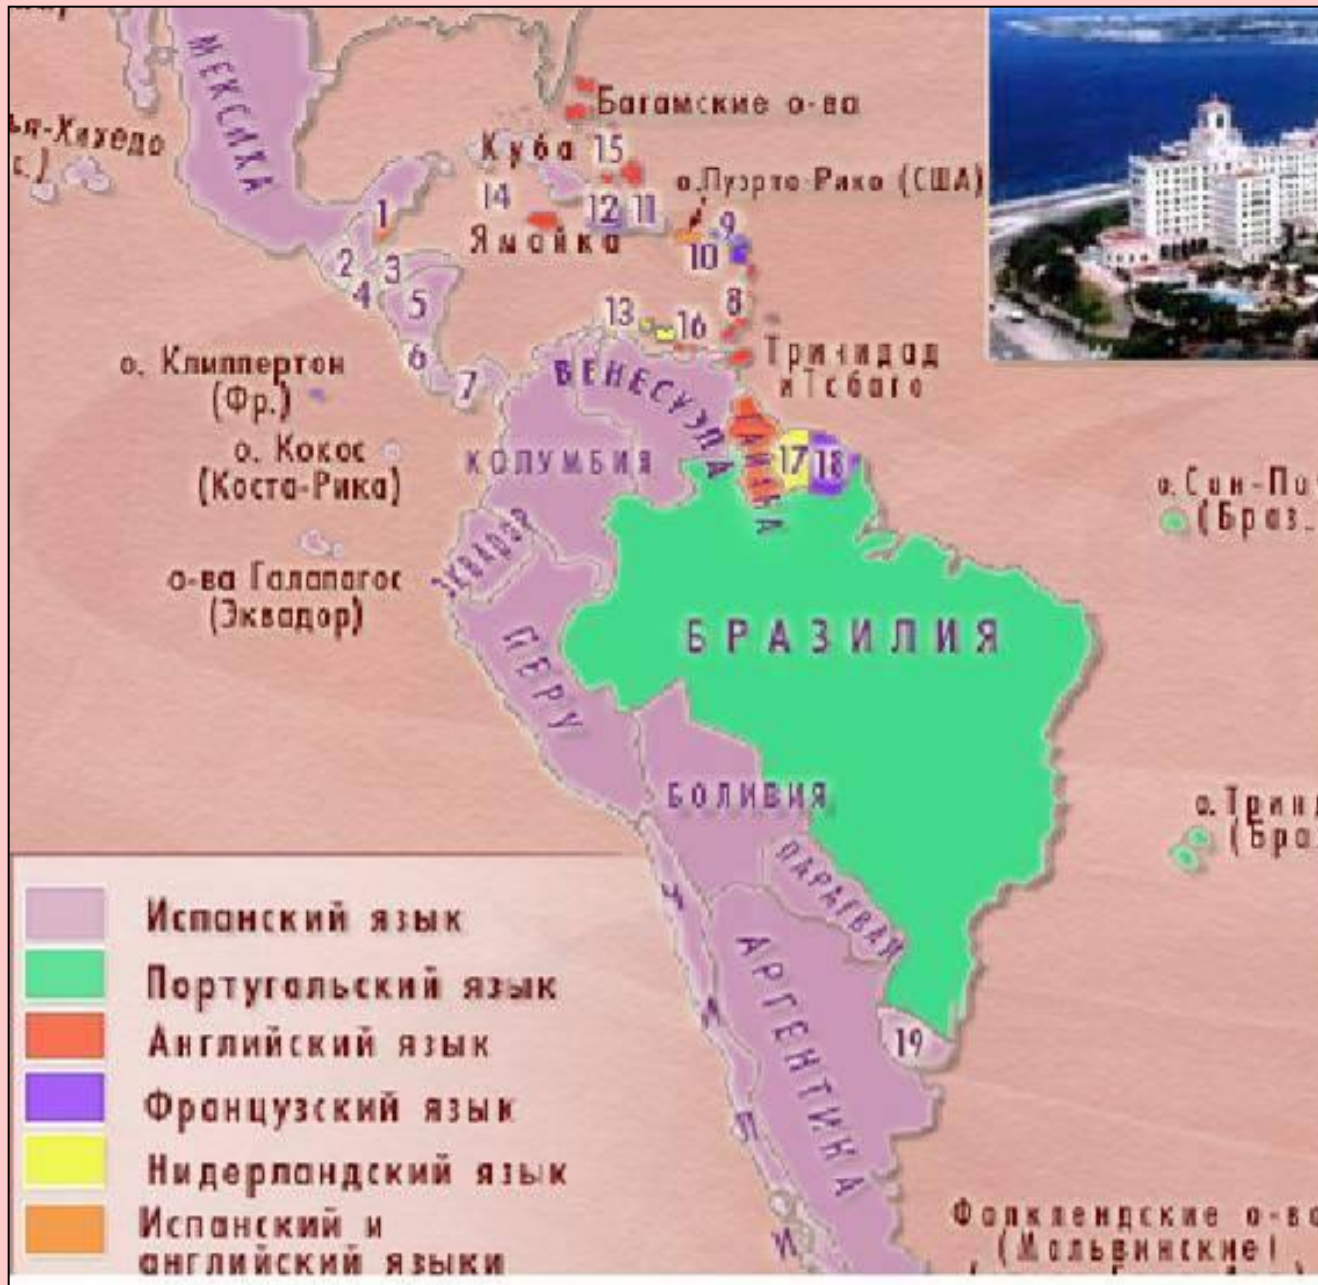 МЕКСИКА
Багамские о-ва
Куба
15
14
о.Пуэрто-Рико (США)
12
11
Ямайка
9
10
1
2
3
4
5
6
7
8
13
16
Тринидад
и Тобаго
о. Клиппертон
(Фр.)
о. Кокос
(Коста-Рика)
о-ва Галапагос
(Эквадор)
ВЕНЕСУЭЛА
КОЛУМБИЯ
ГАЙАНА
17
18
ЭКВАДОР
ПЕРУ
БРАЗИЛИЯ
БОЛИВИЯ
ПАРАГВАЙ
ЧИЛИ
АРГЕНТИНА
19
(Браз.
Фолклендские о-ва
(Мальвинские)
Испанский язык
Португальский язык
Английский язык
Французский язык
Нидерландский язык
Испанский и
английский языки